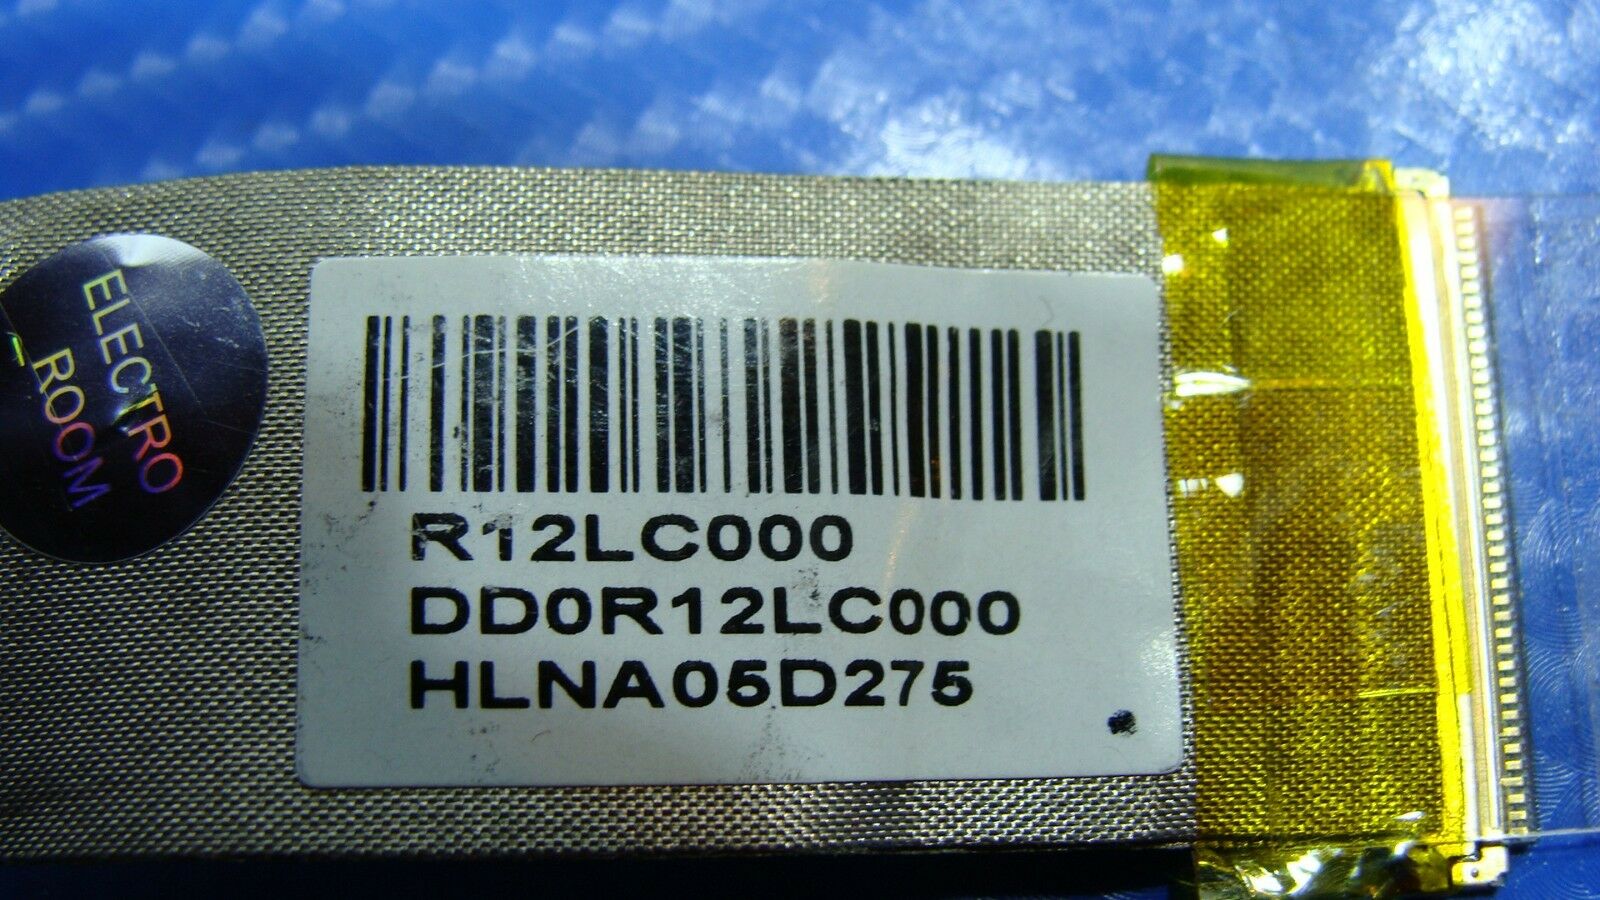 ELECTRO
ROOM
R12LC000
DD0R12LC000
HLNA05D275